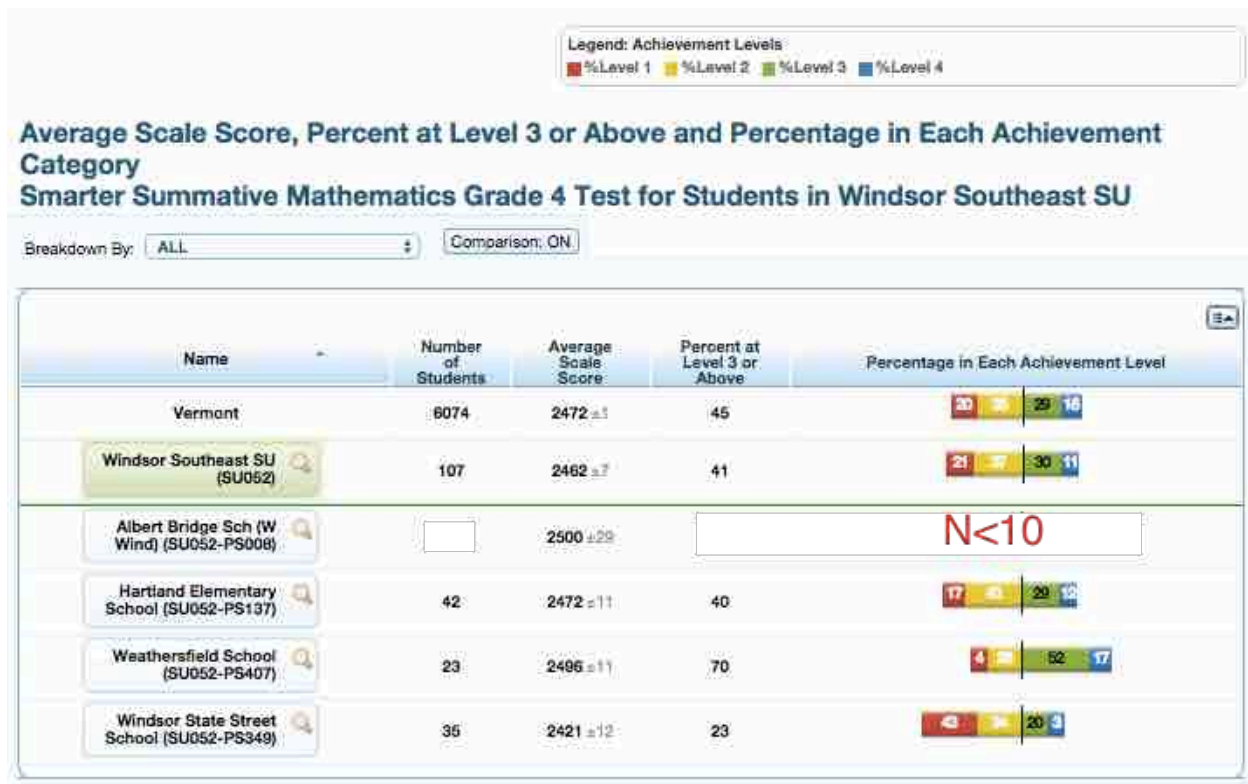 Legend: Achievement Levels
%Level 1 %Level 2 %Level 3 %Level 4
Average Scale Score, Percent at Level 3 or Above and Percentage in Each Achievement
Category
Smarter Summative Mathematics Grade 4 Test for Students in Windsor Southeast SU
Breakdown By: ALL Comparison: ON
Name Number of Students Average Scale Score Percent at Level 3 or Above Percentage in Each Achievement Level
Vermont 6074 2472 ±1 45 20 29 16
Windsor Southeast SU
(SU052) 107 2462 ±7 41 21 30 11
Albert Bridge Sch (W
Wind) (SU052-PS008) 2500 ±29 N<10
Hartland Elementary
School (SU052-PS137) 42 2472 ±11 40 17 29 12
Weathersfield School
(SU052-PS407) 23 2496 ±11 70 4 52 17
Windsor State Street
School (SU052-PS349) 35 2421 ±12 23 43 20 3